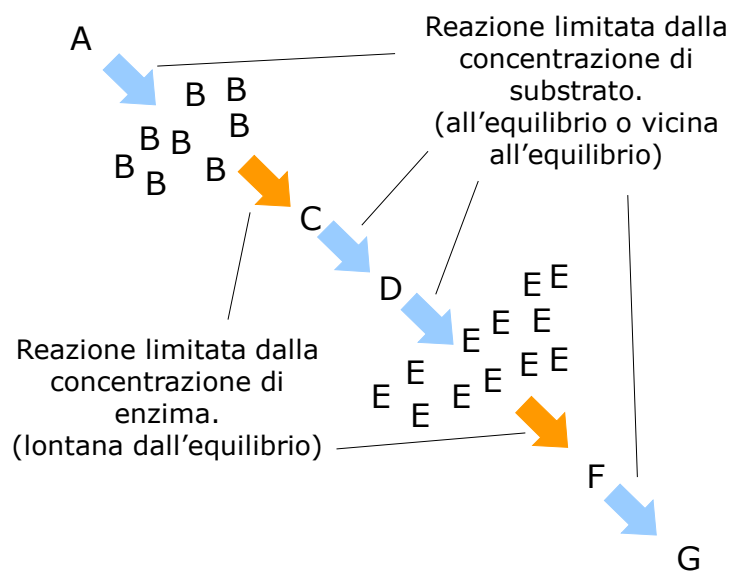 A
Reazione limitata dalla
concentrazione di
substrato.
(all'equilibrio o vicina
all'equilibrio)
B B
B
B B
B B B
C
D
E E
E E
E
E E
E E
E E
E
Reazione limitata dalla
concentrazione di
enzima.
(lontana dall'equilibrio)
F
G